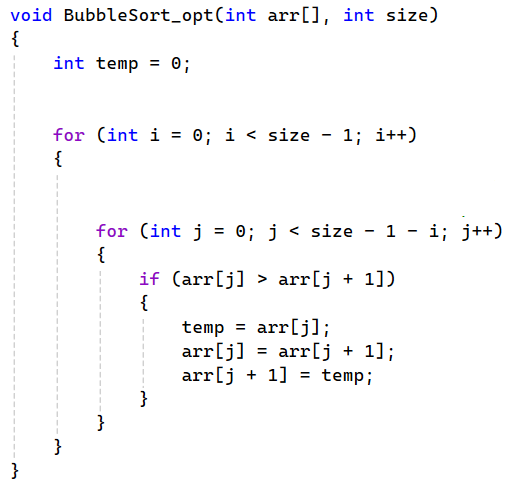 void BubbleSort_opt(int arr[], int size)
{
    int temp = 0;
    for (int i = 0; i < size - 1; i++)
    {
        for (int j = 0; j < size - 1 - i; j++)
        {
            if (arr[j] > arr[j + 1])
            {
                temp = arr[j];
                arr[j] = arr[j + 1];
                arr[j + 1] = temp;
            }
        }
    }
}